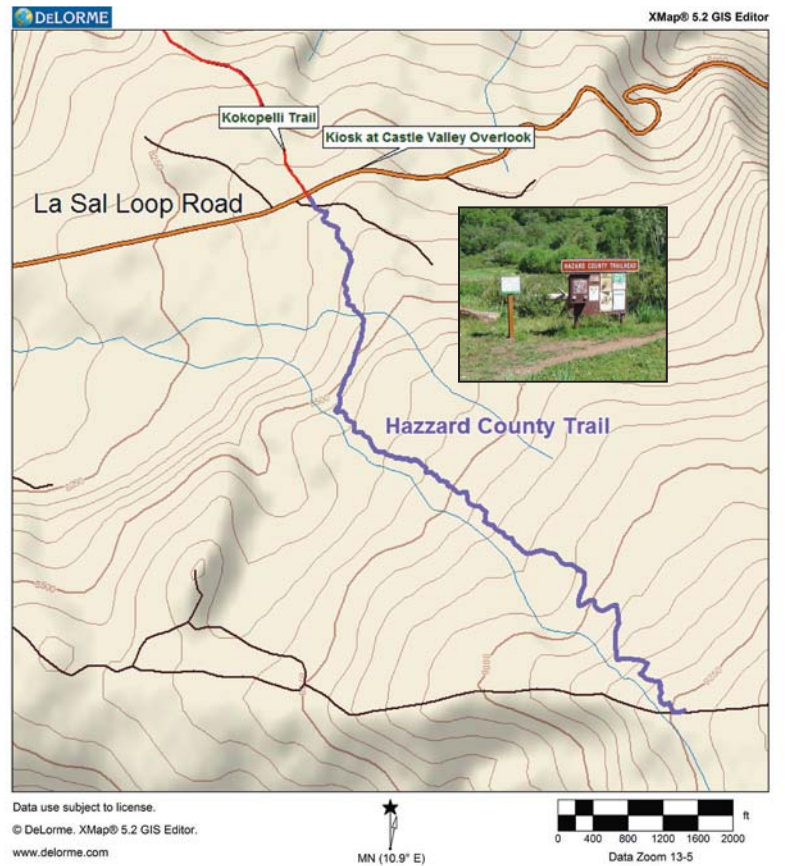 DELORME
XMap® 5.2 GIS Editor
Kokopelli Trail
Kiosk at Castle Valley Overlook
La Sal Loop Road
HAZARD COUNTY TRAILHEAD
Hazzard County Trail
Data use subject to license.
© DeLorme. XMap® 5.2 GIS Editor.
www.delorme.com
MN (10.9° E)
ft
0 400 800 1200 1600 2000
Data Zoom 13-5